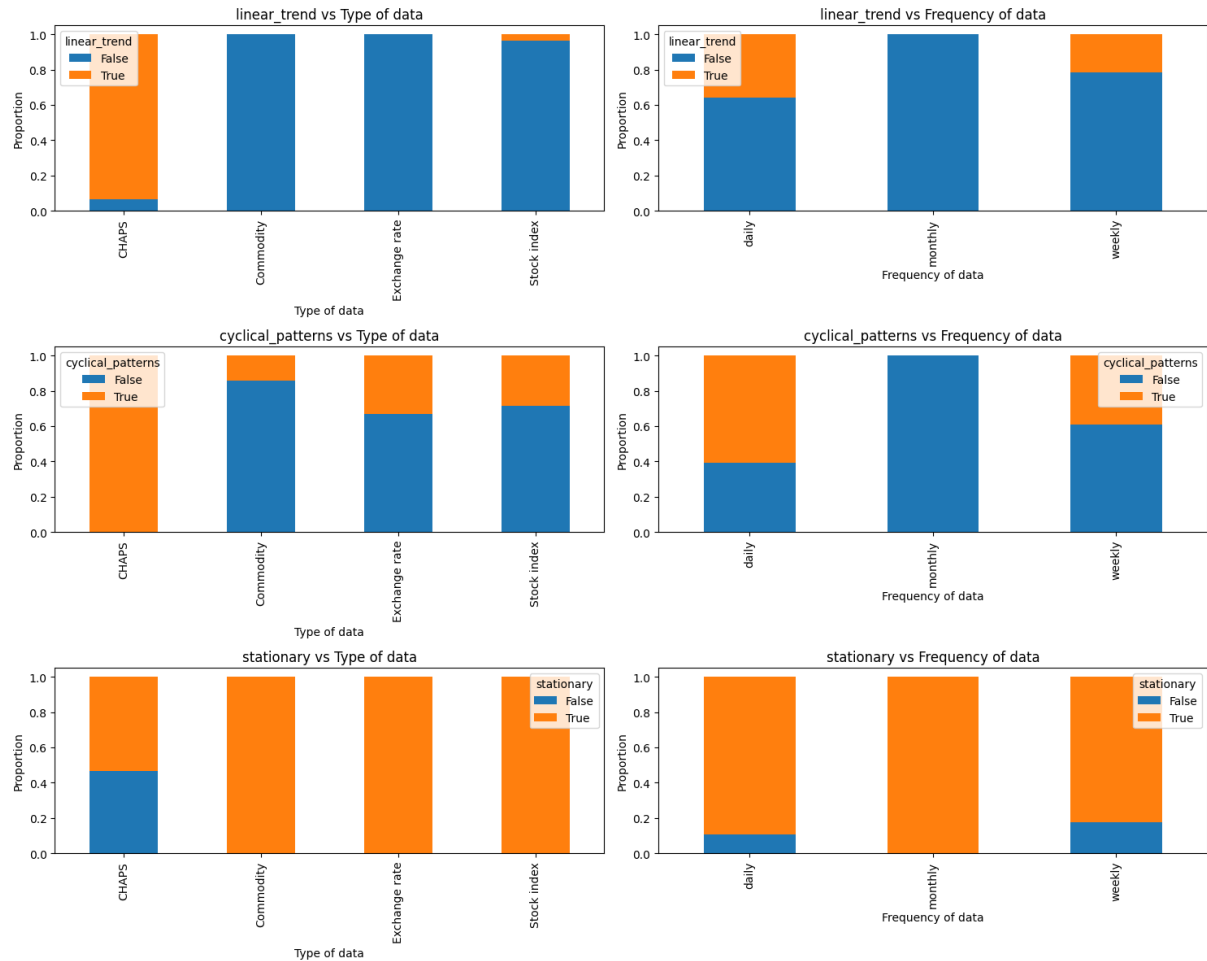 linear_trend vs Type of data
linear_trend
False
True
Proportion
1.0
0.8
0.6
0.4
0.2
0.0
CHAPS
Commodity
Exchange rate
Stock index
Type of data
linear_trend vs Frequency of data
linear_trend
False
True
Proportion
1.0
0.8
0.6
0.4
0.2
0.0
daily
monthly
weekly
Frequency of data
cyclical_patterns vs Type of data
cyclical_patterns
False
True
Proportion
1.0
0.8
0.6
0.4
0.2
0.0
CHAPS
Commodity
Exchange rate
Stock index
Type of data
cyclical_patterns vs Frequency of data
cyclical_patterns
False
True
Proportion
1.0
0.8
0.6
0.4
0.2
0.0
daily
monthly
weekly
Frequency of data
stationary vs Type of data
stationary
False
True
Proportion
1.0
0.8
0.6
0.4
0.2
0.0
CHAPS
Commodity
Exchange rate
Stock index
Type of data
stationary vs Frequency of data
stationary
False
True
Proportion
1.0
0.8
0.6
0.4
0.2
0.0
daily
monthly
weekly
Frequency of data